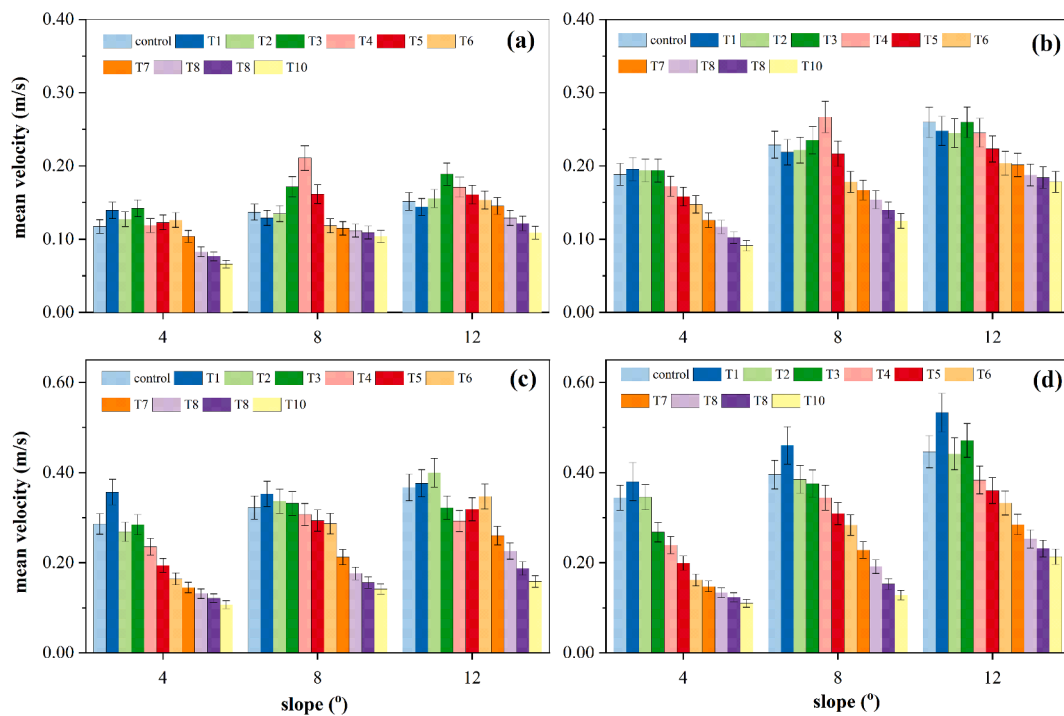 0.40
0.30
0.20
0.10
0.00
mean velocity (m/s)
(a)
control T1 T2 T3 T4 T5 T6
T7 T8 T8 T10
4 8 12
0.40
0.30
0.20
0.10
0.00
(b)
control T1 T2 T3 T4 T5 T6
T7 T8 T8 T10
4 8 12
0.60
0.40
0.20
0.00
mean velocity (m/s)
(c)
control T1 T2 T3 T4 T5 T6
T7 T8 T8 T10
4 8 12
slope (º)
0.60
0.40
0.20
0.00
(d)
control T1 T2 T3 T4 T5 T6
T7 T8 T8 T10
4 8 12
slope (º)